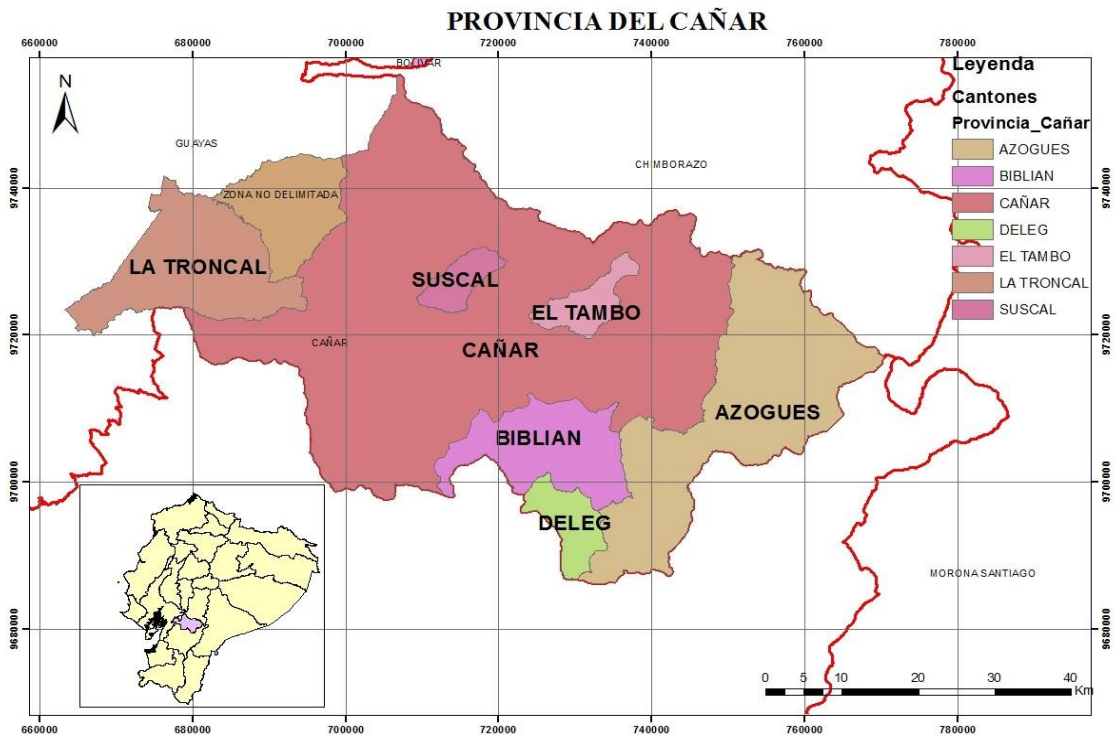 PROVINCIA DEL CAÑAR
660000 680000 700000 720000 740000 760000 780000
BOLIVAR
Leyenda
Cantones
Provincia_Cañar
AZOGUES
BIBLIAN
CAÑAR
DELEG
EL TAMBO
LA TRONCAL
SUSCAL
N
GUAYAS
CHIMBORAZO
9740000 9740000
ZONA NO DELIMITADA
LA TRONCAL
SUSCAL
EL TAMBO
9720000 9720000
CAÑAR
CAÑAR
AZOGUES
BIBLIAN
9700000 9700000
DELEG
MORONA SANTIAGO
9680000 9680000
0 5 10 20 30 40
Km
660000 680000 700000 720000 740000 760000 780000